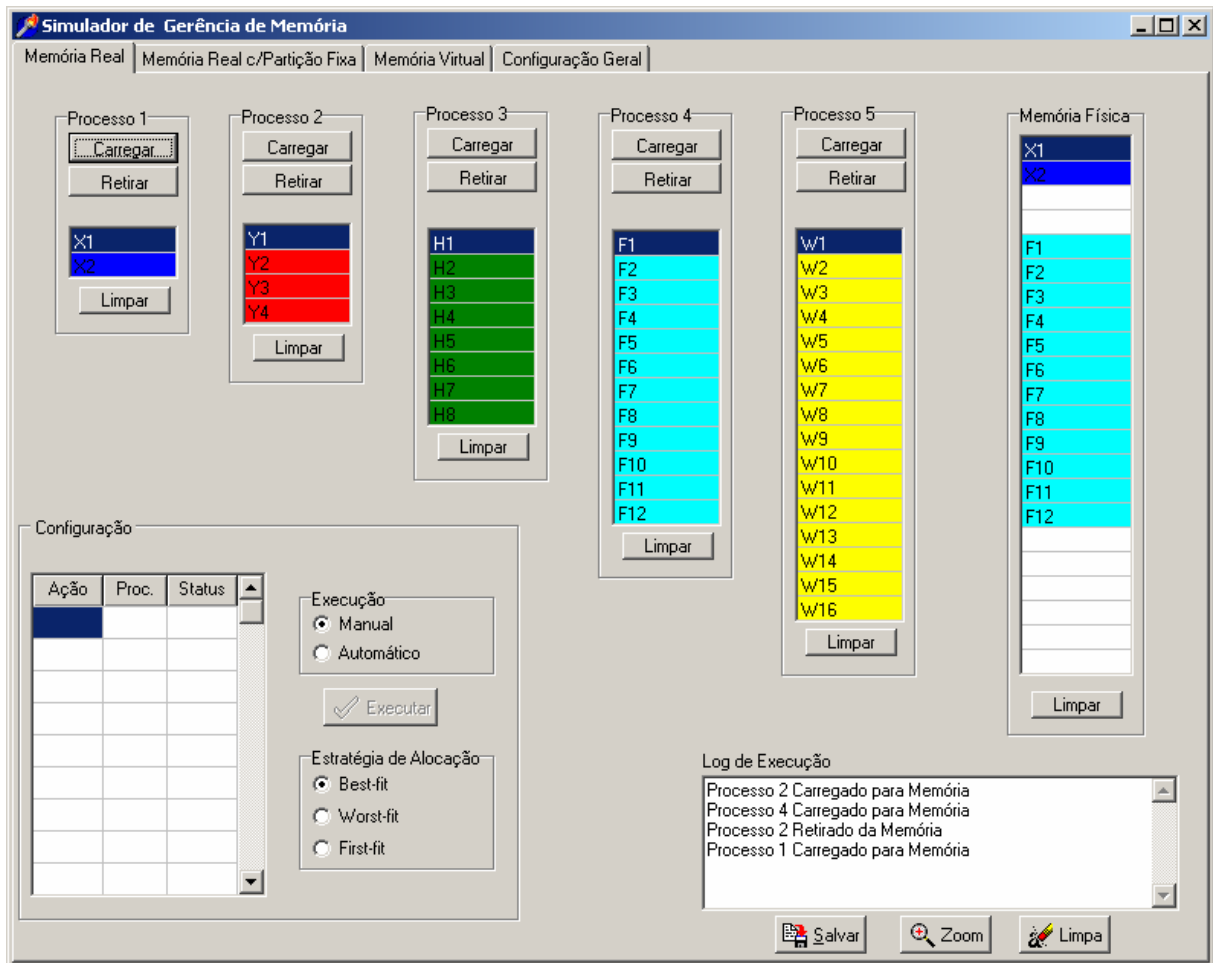 Simulador de Gerência de Memória
Memória Real
Memória Real c/Partição Fixa
Memória Virtual
Configuração Geral
Processo 1
Carregar
Retirar
X1
X2
Limpar
Processo 2
Carregar
Retirar
Y1
Y2
Y3
Y4
Limpar
Processo 3
Carregar
Retirar
H1
H2
H3
H4
H5
H6
H7
H8
Limpar
Processo 4
Carregar
Retirar
F1
F2
F3
F4
F5
F6
F7
F8
F9
F10
F11
F12
Limpar
Processo 5
Carregar
Retirar
W1
W2
W3
W4
W5
W6
W7
W8
W9
W10
W11
W12
W13
W14
W15
W16
Limpar
Memória Física
X1
X2
F1
F2
F3
F4
F5
F6
F7
F8
F9
F10
F11
F12
Limpar
Configuração
Ação Proc. Status
Execução
Manual
Automático
Executar
Estratégia de Alocação
Best-fit
Worst-fit
First-fit
Log de Execução
Processo 2 Carregado para Memória
Processo 4 Carregado para Memória
Processo 2 Retirado da Memória
Processo 1 Carregado para Memória
Salvar
Zoom
Limpa